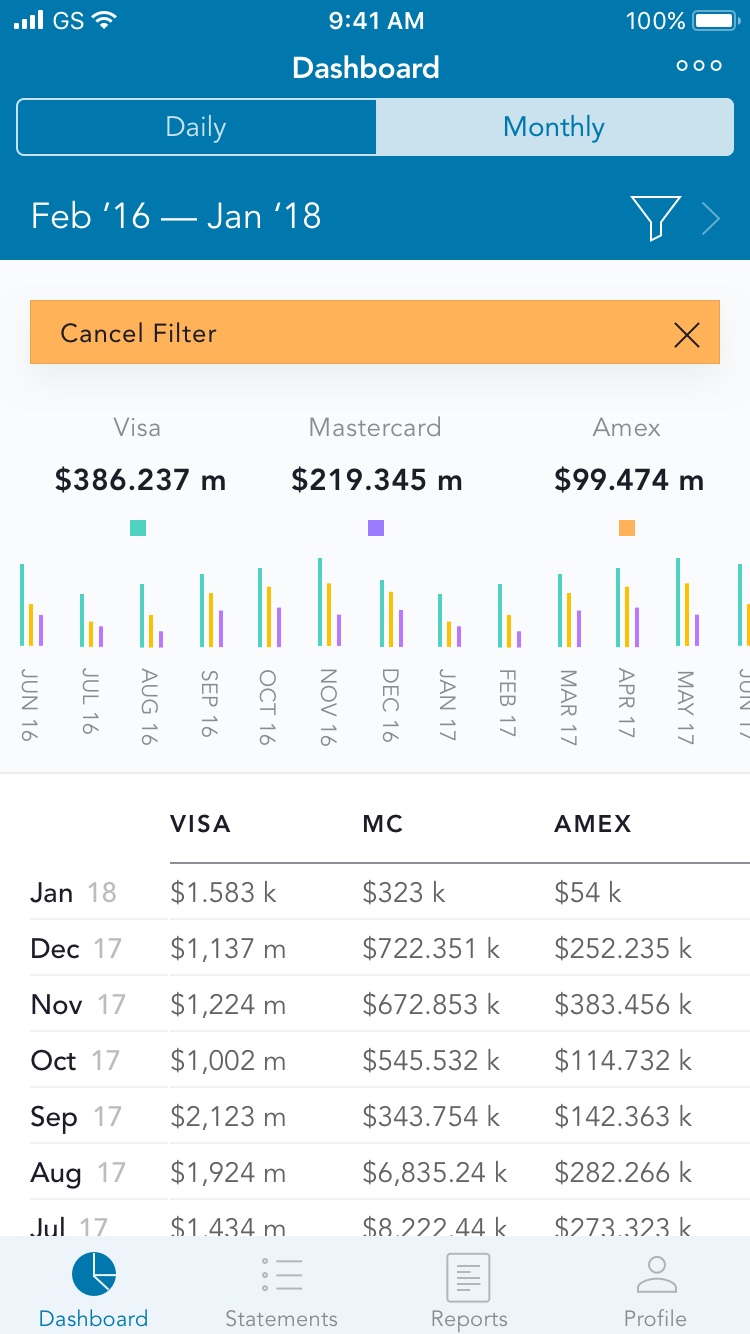 GS 9:41 AM 100%
Dashboard
Daily Monthly
Feb ‘16 — Jan ‘18
Cancel Filter
Visa Mastercard Amex
$386.237 m $219.345 m $99.474 m
JUN 16 JUL 16 AUG 16 SEP 16 OCT 16 NOV 16 DEC 16 JAN 17 FEB 17 MAR 17 APR 17 MAY 17 JUN 17
VISA MC AMEX
Jan 18 $1.583 k $323 k $54 k
Dec 17 $1,137 m $722.351 k $252.235 k
Nov 17 $1,224 m $672.853 k $383.456 k
Oct 17 $1,002 m $545.532 k $114.732 k
Sep 17 $2,123 m $343.754 k $142.363 k
Aug 17 $1,924 m $6,835.24 k $282.266 k
Jul 17 $1.434 m $8.222.44 k $273.323 k
Dashboard Statements Reports Profile